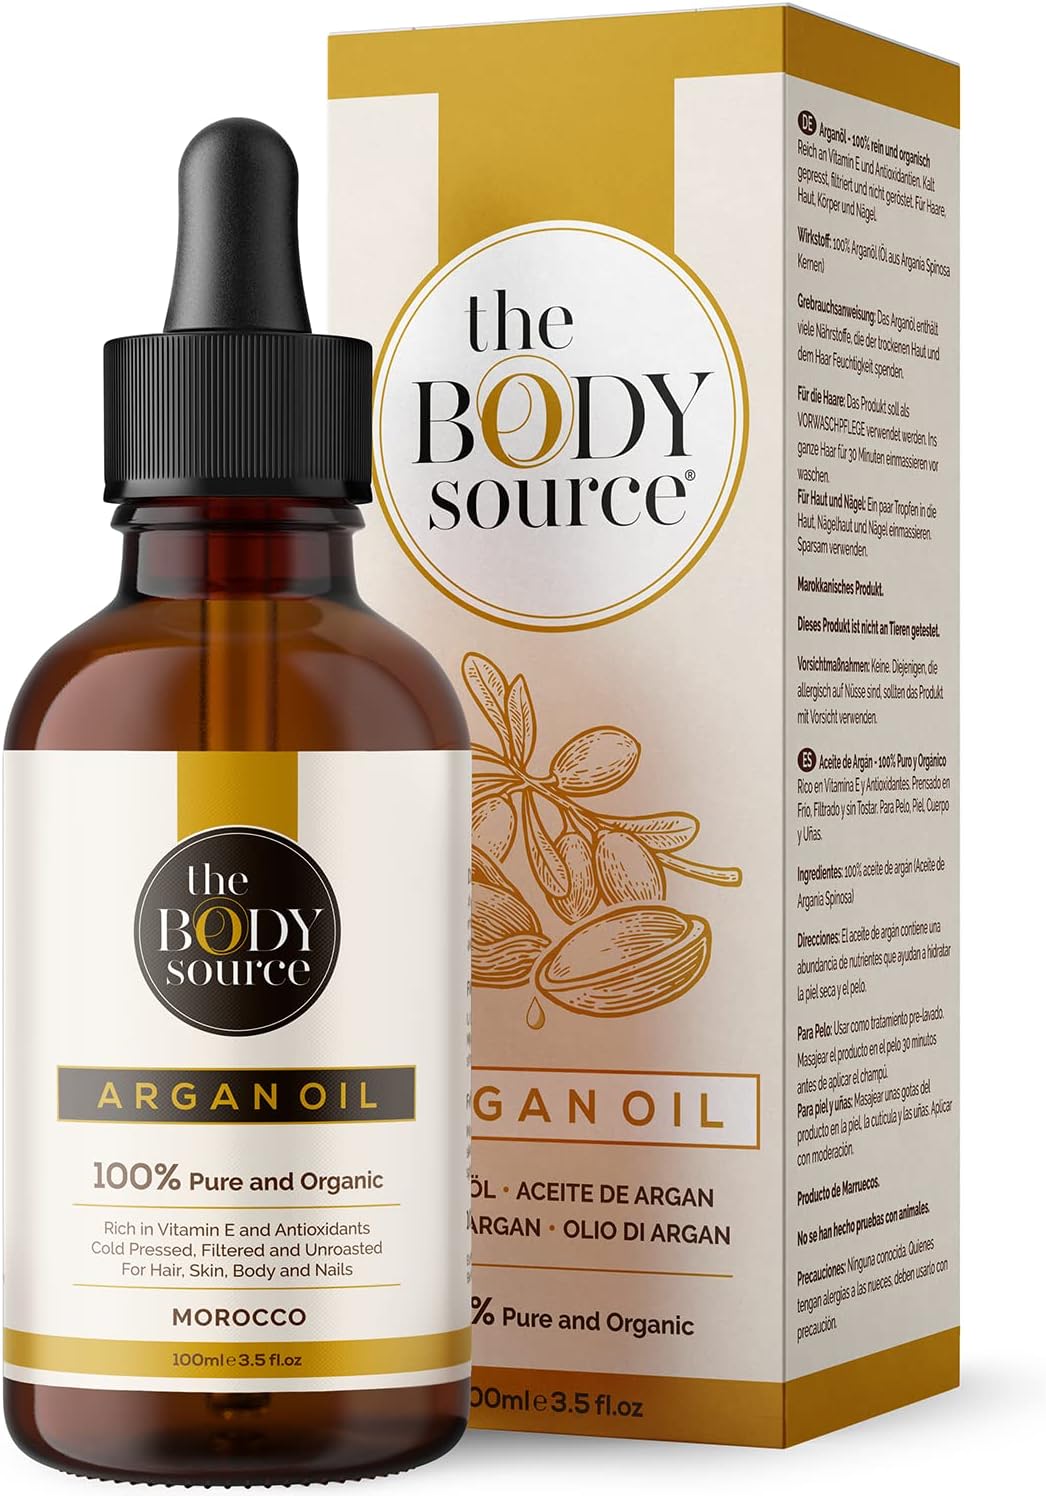 the
BODY
source
ARGAN OIL
100% Pure and Organic
Rich in Vitamin E and Antioxidants
Cold Pressed, Filtered and Unroasted
For Hair, Skin, Body and Nails
MOROCCO
100ml e 3.5 fl.oz
the
BODY
source®
GAN OIL
ÖL • ACEITE DE ARGAN
ARGAN • OLIO DI ARGAN
% Pure and Organic
00ml e 3.5 fl.oz
DE Arganöl - 100% rein und organisch
Reich an Vitamin E und Antioxidantien. Kalt
gepresst, filtriert und nicht geröstet. Für Haare,
Haut, Körper und Nägel.
Wirkstoff: 100% Arganöl (Öl aus Argania Spinosa
Kernen)
Grebrauchsanweisung: Das Arganöl enthält
viele Nährstoffe, die der trockenen Haut und
dem Haar Feuchtigkeit spenden.
Für die Haare: Das Produkt soll als
VORWASCHPFLEGE verwendet werden. Ins
ganze Haar für 30 Minuten einmassieren vor
waschen.
Für Haut und Nägel: Ein paar Tropfen in die
Haut, Nägelhaut und Nägel einmassieren.
Sparsam verwenden.
Marokkanisches Produkt.
Dieses Produkt ist nicht an Tieren getestet.
Vorsichtmaßnahmen: Keine. Diejenigen, die
allergisch auf Nüsse sind, sollten das Produkt
mit Vorsicht verwenden.
ES Aceite de Argán - 100% Puro y Orgánico
Rico en Vitamina E y Antioxidantes. Prensado en
Frío, Filtrado y sin Tostar. Para Pelo, Piel, Cuerpo
y Uñas.
Ingredientes: 100% aceite de argán (Aceite de
Argania Spinosa)
Direcciones: El aceite de argán contiene una
abundancia de nutrientes que ayudan a hidratar
la piel seca y el pelo.
Para Pelo: Usar como tratamiento pre-lavado.
Masajear el producto en el pelo 30 minutos
antes de aplicar el champú.
Para piel y uñas: Masajear unas gotas del
producto en la piel, la cutícula y las uñas. Aplicar
con moderación.
Producto de Marruecos.
No se han hecho pruebas con animales.
Precauciones: Ninguna conocida. Quienes
tengan alergias a las nueces, deben usarlo con
precaución.